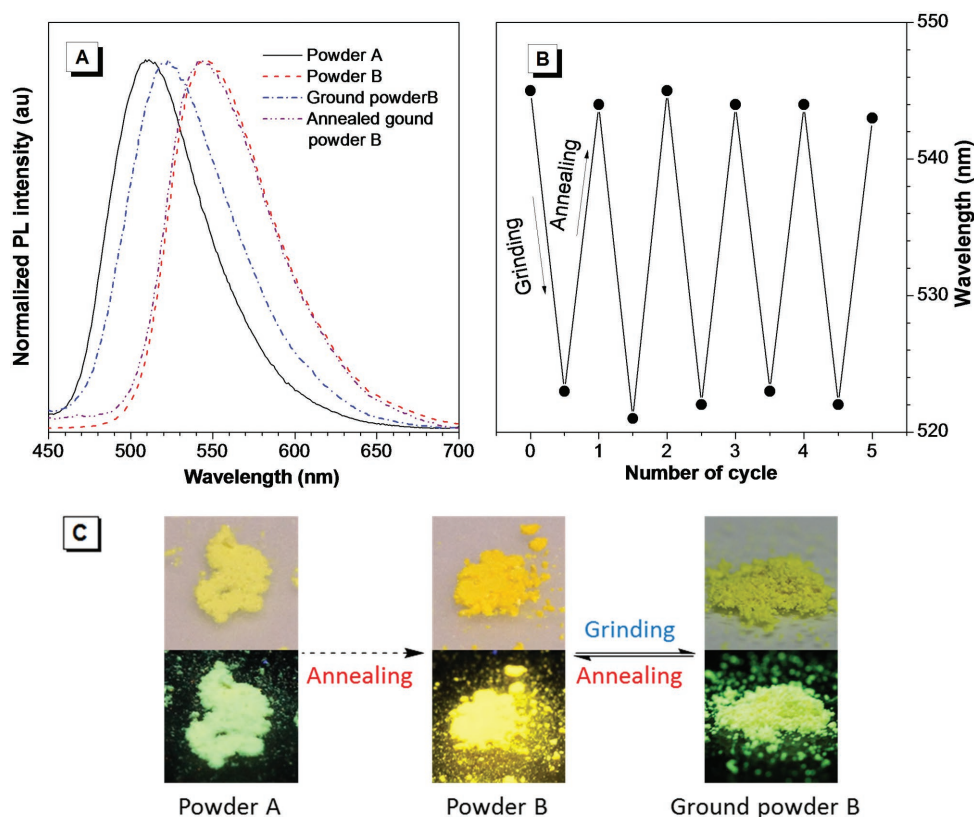 A
Powder A
Powder B
Ground powderB
Annealed gound
powder B
Normalized PL intensity (au)
450 500 550 600 650 700
Wavelength (nm)
B
Grinding
Annealing
550
540
530
520
Wavelength (nm)
0 1 2 3 4 5
Number of cycle
C
Annealing
Grinding
Annealing
Powder A
Powder B
Ground powder B